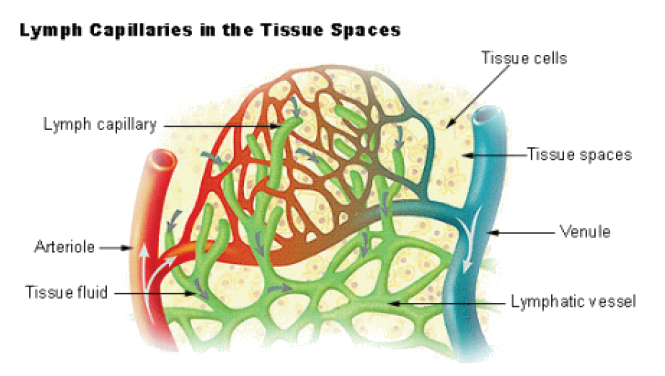 Lymph Capillaries in the Tissue Spaces
Tissue cells
Lymph capillary
Tissue spaces
Arteriole
Venule
Tissue fluid
Lymphatic vessel